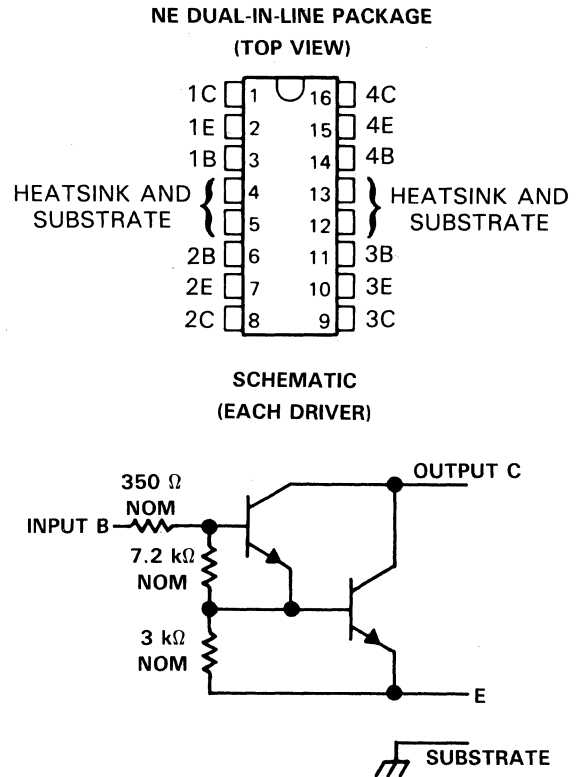 NE DUAL-IN-LINE PACKAGE
(TOP VIEW)
1C 1 16 4C
1E 2 15 4E
1B 3 14 4B
HEATSINK AND SUBSTRATE { 4 13 } HEATSINK AND SUBSTRATE
5 12
2B 6 11 3B
2E 7 10 3E
2C 8 9 3C
SCHEMATIC
(EACH DRIVER)
OUTPUT C
350 Ω
NOM
INPUT B
7.2 kΩ
NOM
3 kΩ
NOM
E
SUBSTRATE